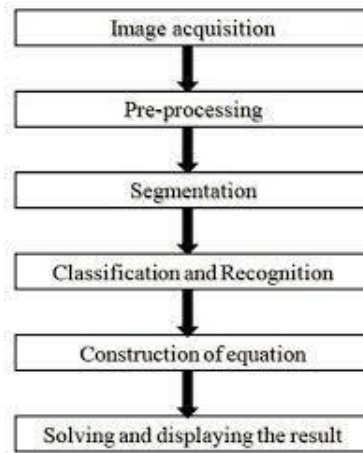 Image acquisition
Pre-processing
Segmentation
Classification and Recognition
Construction of equation
Solving and displaying the result